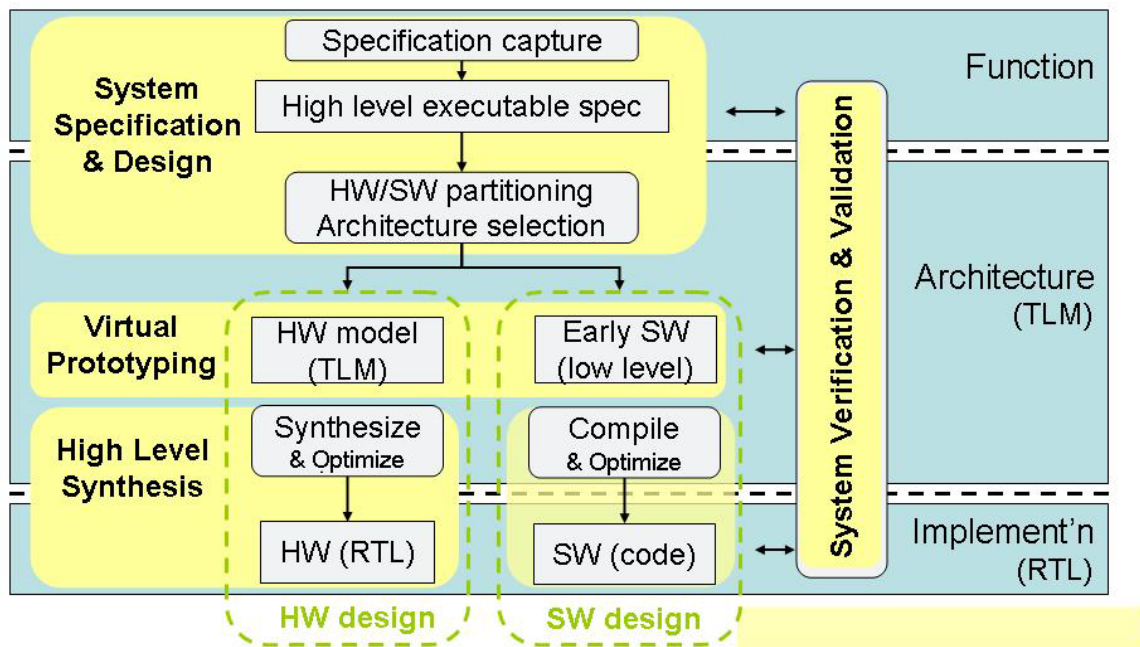 Specification capture
Function
System
Specification
& Design
High level executable spec
HW/SW partitioning
Architecture selection
System Verification & Validation
Architecture
(TLM)
Virtual
Prototyping
HW model
(TLM)
Early SW
(low level)
High Level
Synthesis
Synthesize
& Optimize
Compile
& Optimize
HW (RTL)
SW (code)
Implement'n
(RTL)
HW design
SW design